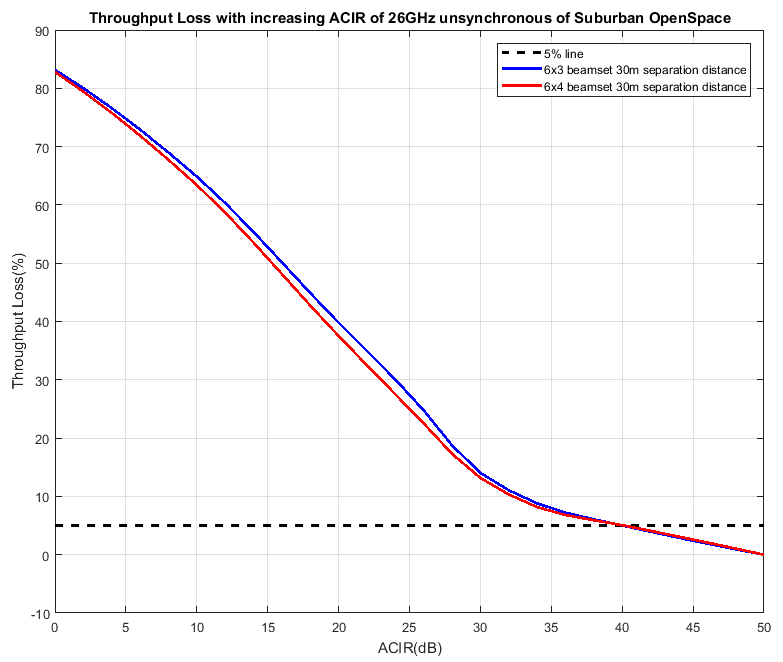 Throughput Loss with increasing ACIR of 26GHz unsynchronous of Suburban OpenSpace
5% line
6x3 beamset 30m separation distance
6x4 beamset 30m separation distance
Throughput Loss(%)
90
80
70
60
50
40
30
20
10
0
-10
0 5 10 15 20 25 30 35 40 45 50
ACIR(dB)